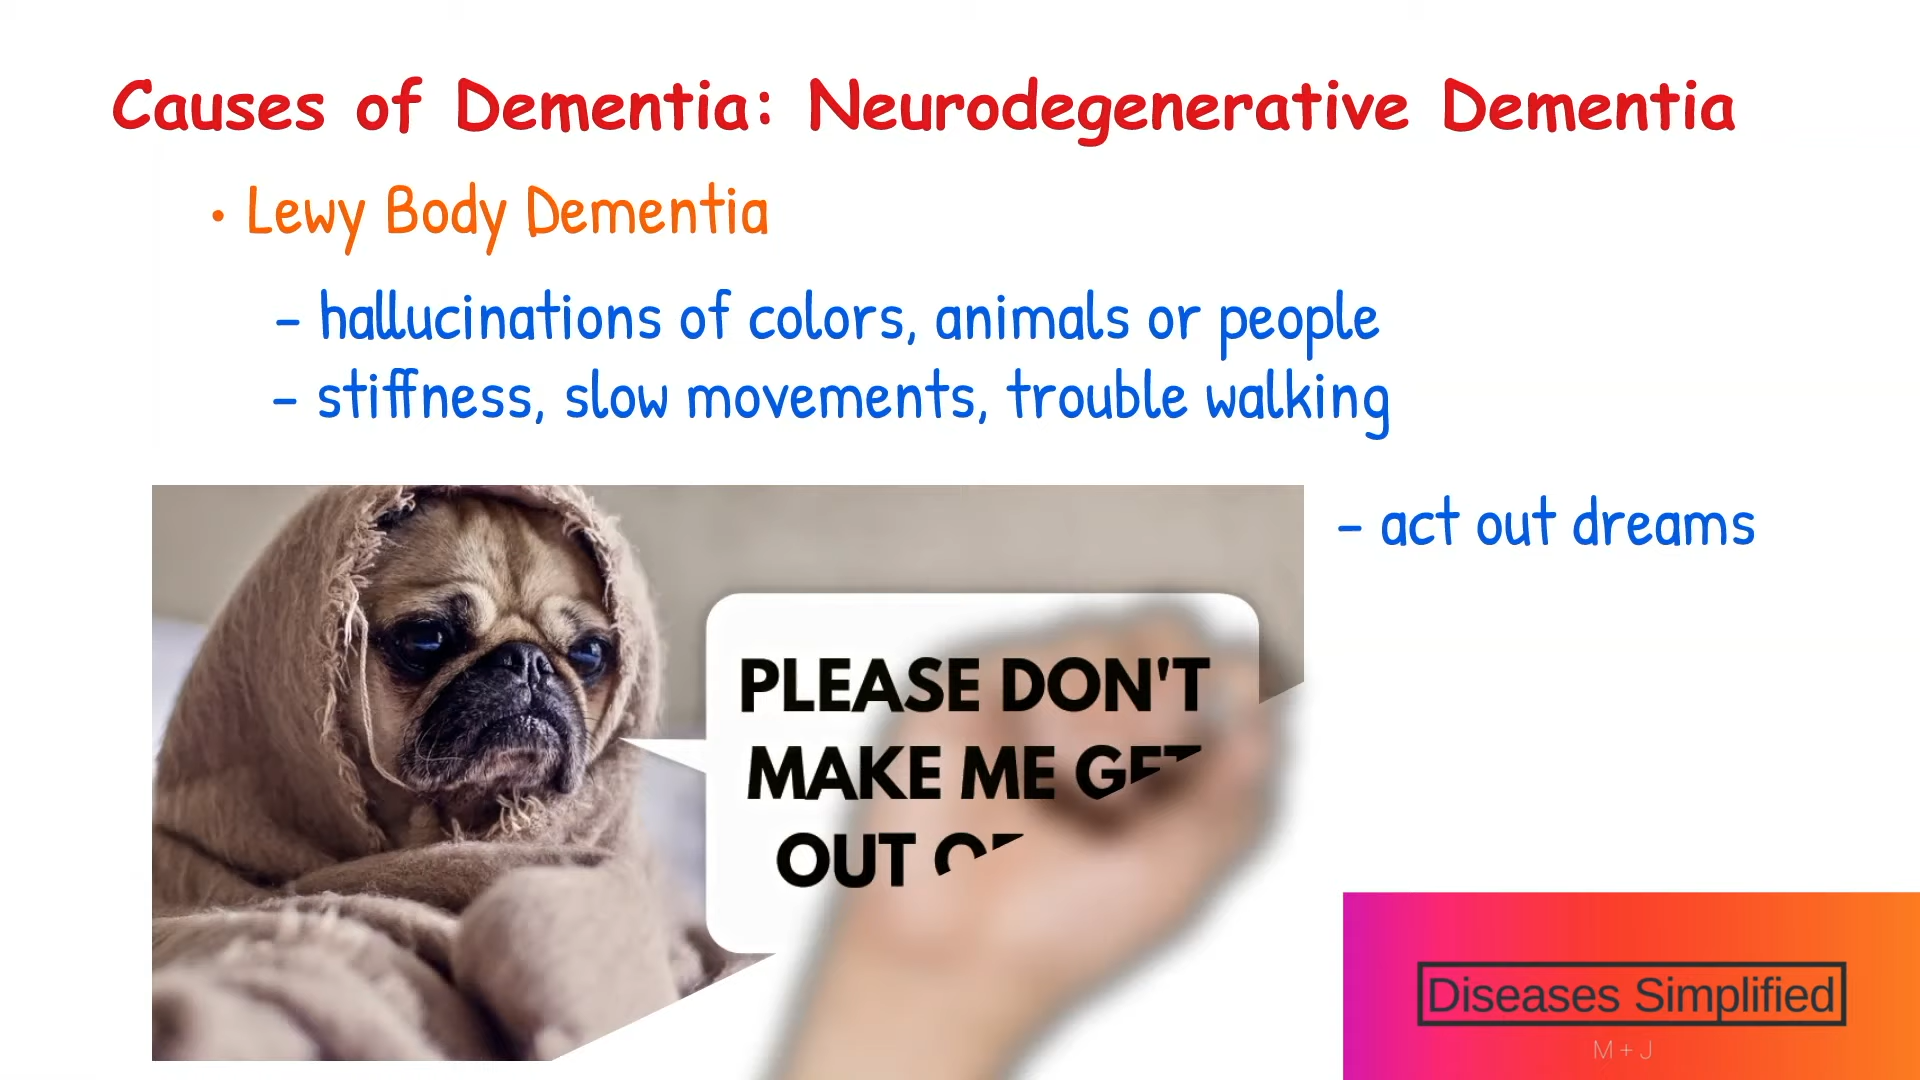 Causes of Dementia: Neurodegenerative Dementia
• Lewy Body Dementia
- hallucinations of colors, animals or people
- stiffness, slow movements, trouble walking
- act out dreams
PLEASE DON'T
MAKE ME GET
OUT
Diseases Simplified
M + J